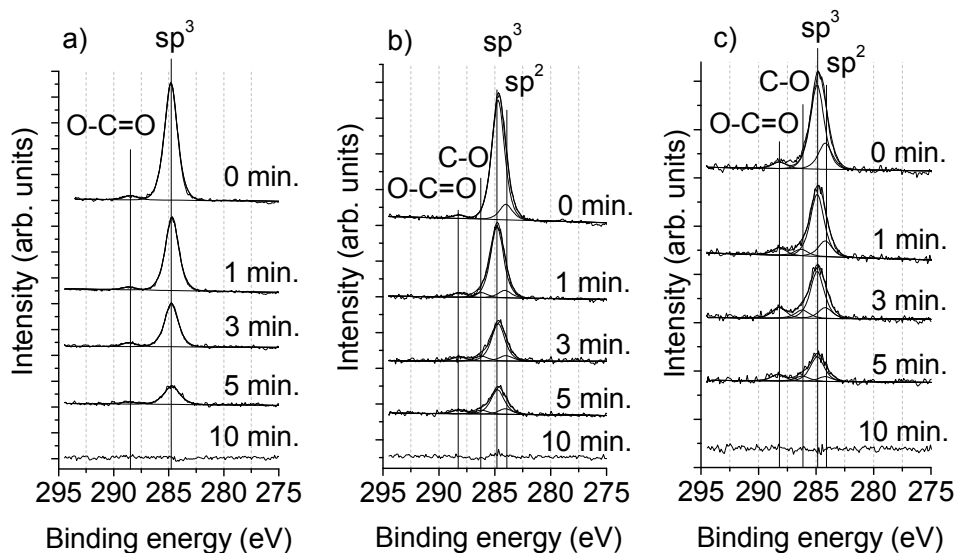 a)
sp³
O-C=O
0 min.
1 min.
3 min.
5 min.
10 min.
295 290 285 280 275
Binding energy (eV)
Intensity (arb. units)
b)
sp³
sp²
C-O
O-C=O
0 min.
1 min.
3 min.
5 min.
10 min.
295 290 285 280 275
Binding energy (eV)
Intensity (arb. units)
c)
sp³
sp²
C-O
O-C=O
0 min.
1 min.
3 min.
5 min.
10 min.
295 290 285 280 275
Binding energy (eV)
Intensity (arb. units)